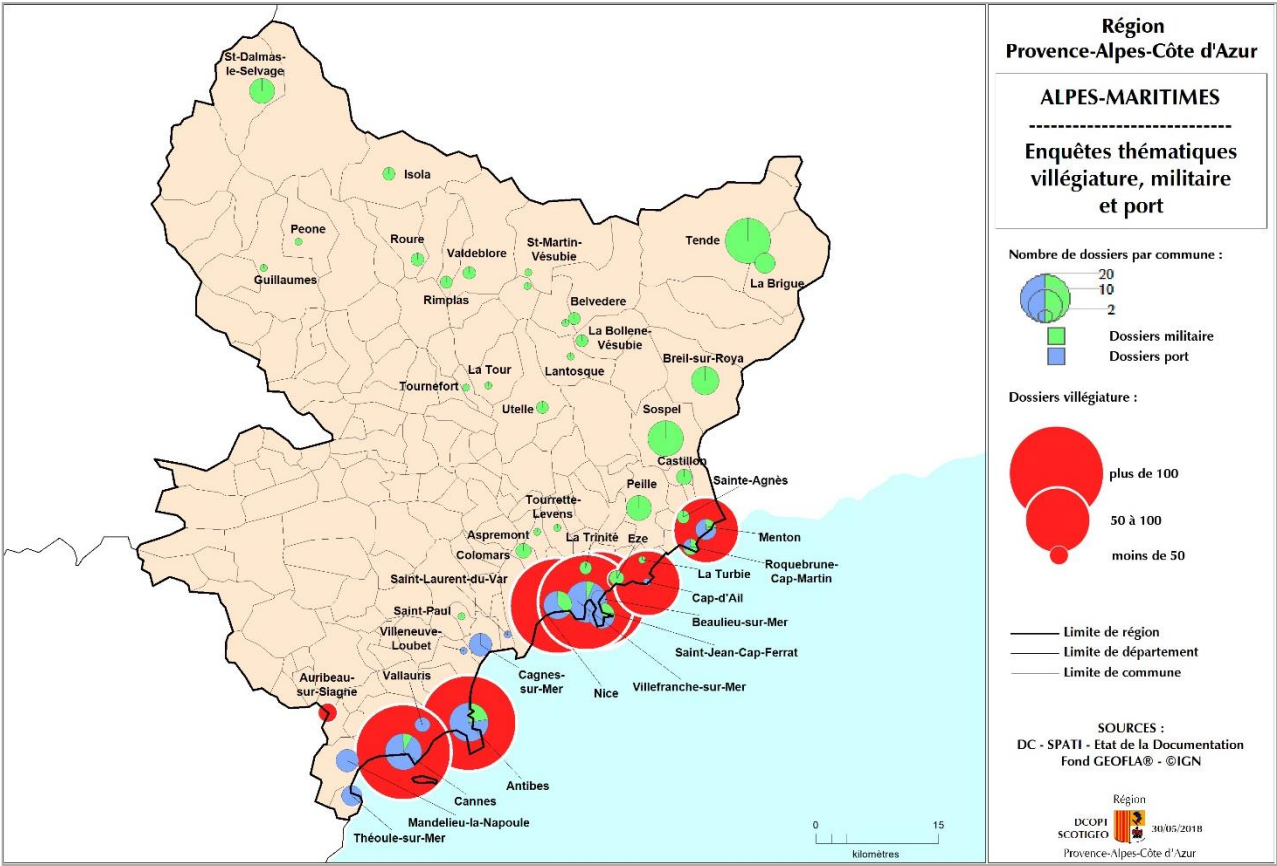 St-Dalmas-
le-Selvage
Isola
Peone
Guillaumes
Roure
Rimplas
Valdeblore
St-Martin-
Vésubie
Tende
La Brigue
Belvedere
La Bollene-
Vésubie
Lantosque
Breil-sur-Roya
La Tour
Tournefort
Utelle
Sospel
Castillon
Sainte-Agnès
Peille
Tourrette-
Levens
Aspremont
La Trinité
Eze
Colomars
Menton
Roquebrune-
Cap-Martin
La Turbie
Cap-d'Ail
Beaulieu-sur-Mer
Saint-Jean-Cap-Ferrat
Villefranche-sur-Mer
Nice
Saint-Laurent-du-Var
Saint-Paul
Villeneuve-
Loubet
Cagnes-
sur-Mer
Vallauris
Auribeau-
sur-Siagne
Antibes
Cannes
Mandelieu-la-Napoule
Théoule-sur-Mer
0 15
kilomètres
Région
Provence-Alpes-Côte d'Azur
ALPES-MARITIMES
---------------------------
Enquêtes thématiques
villégiature, militaire
et port
Nombre de dossiers par commune :
20
10
2
Dossiers militaire
Dossiers port
Dossiers villégiature :
plus de 100
50 à 100
moins de 50
Limite de région
Limite de département
Limite de commune
SOURCES :
DC - SPATI - Etat de la Documentation
Fond GEOFLA® - ©IGN
Région
DCOPI
SCOTIGEO
30/05/2018
Provence-Alpes-Côte d'Azur